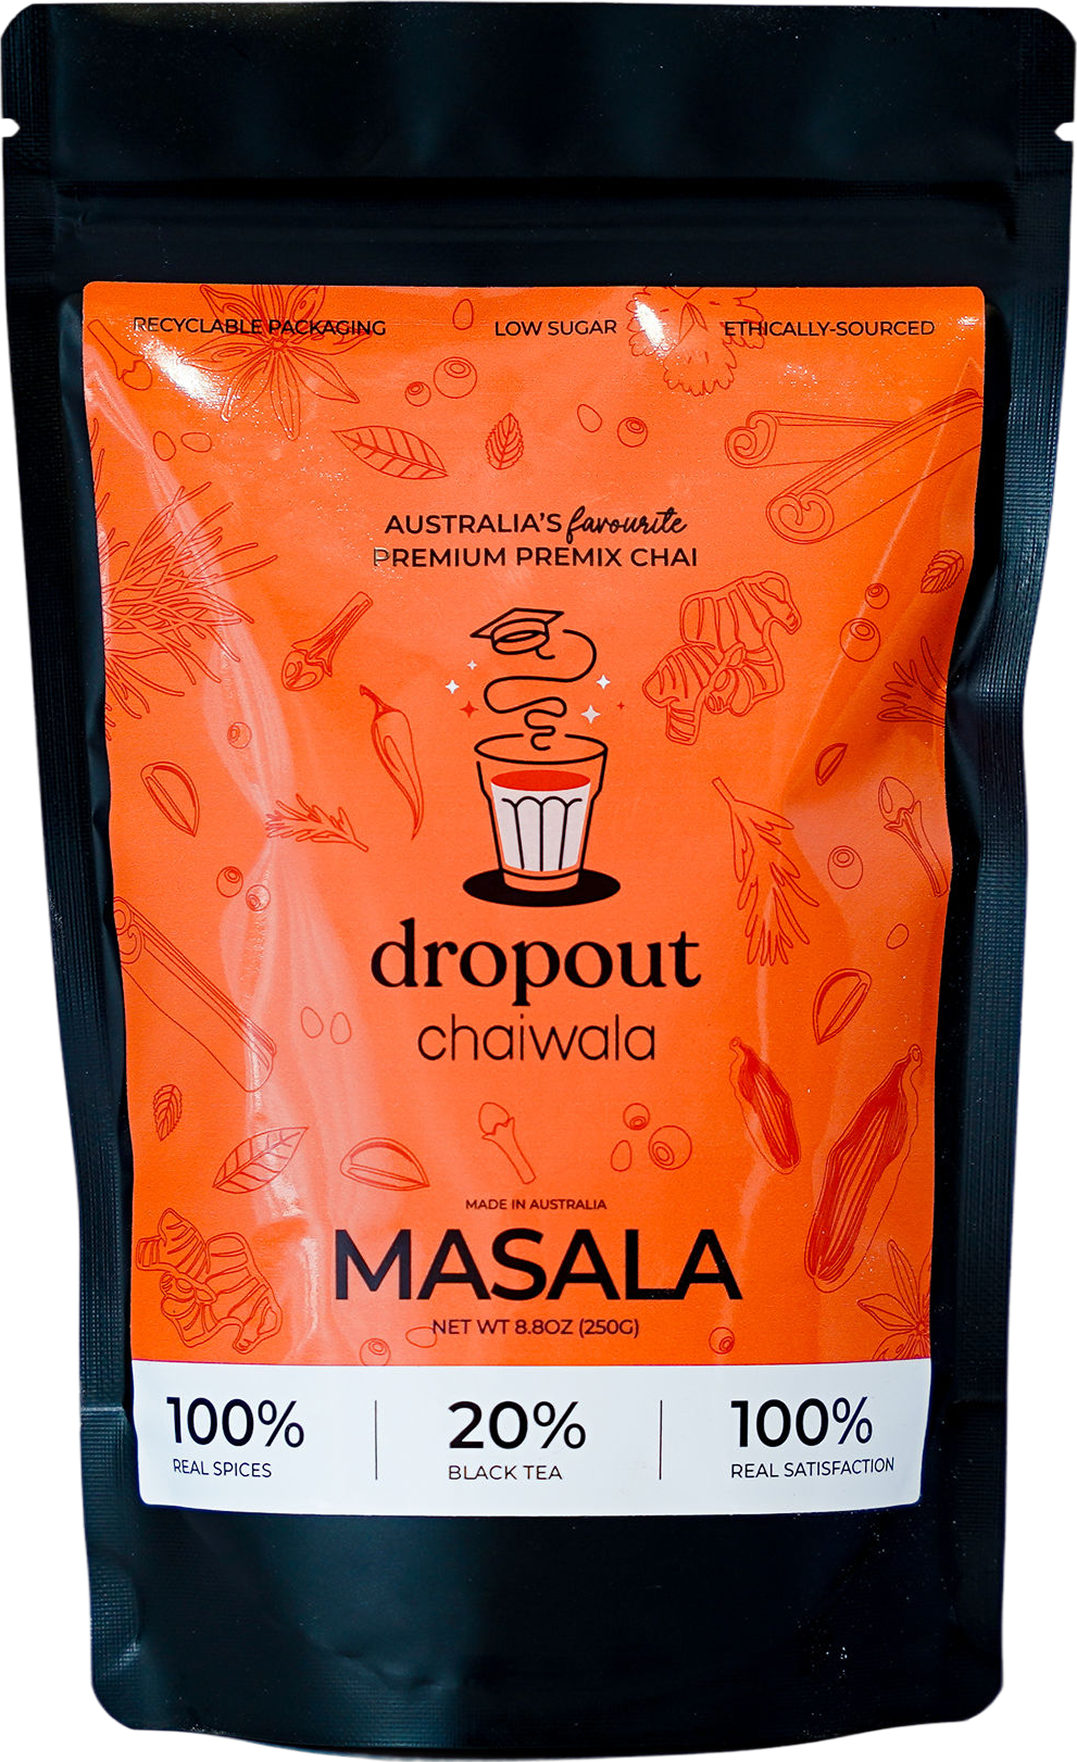 RECYCLABLE PACKAGING LOW SUGAR ETHICALLY-SOURCED
AUSTRALIA'S favourite
PREMIUM PREMIX CHAI
dropout
chaiwala
MADE IN AUSTRALIA
MASALA
NET WT 8.8OZ (250G)
100% 20% 100%
REAL SPICES BLACK TEA REAL SATISFACTION